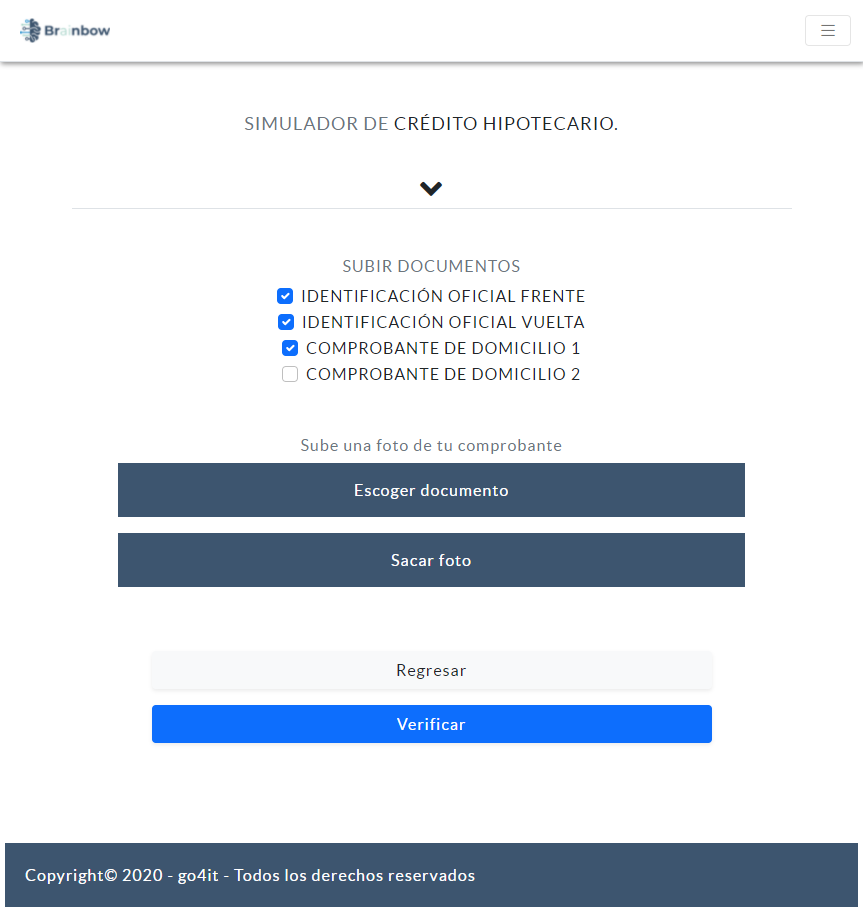 Brainbow
SIMULADOR DE CRÉDITO HIPOTECARIO.
SUBIR DOCUMENTOS
IDENTIFICACIÓN OFICIAL FRENTE
IDENTIFICACIÓN OFICIAL VUELTA
COMPROBANTE DE DOMICILIO 1
COMPROBANTE DE DOMICILIO 2
Sube una foto de tu comprobante
Escoger documento
Sacar foto
Regresar
Verificar
Copyright© 2020 - go4it - Todos los derechos reservados